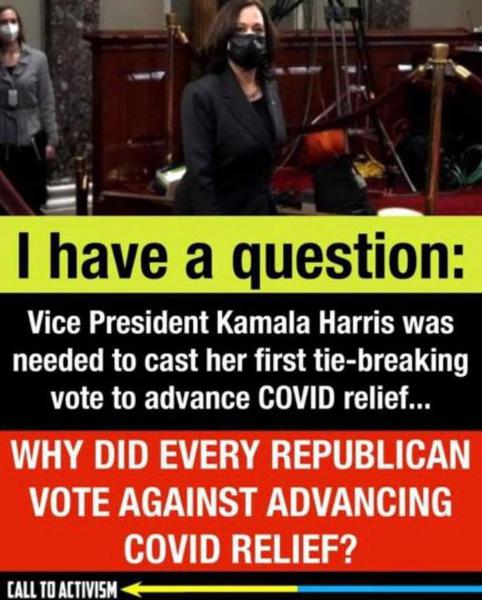 I have a question:
Vice President Kamala Harris was
needed to cast her first tie-breaking
vote to advance COVID relief...
WHY DID EVERY REPUBLICAN
VOTE AGAINST ADVANCING
COVID RELIEF?
CALL TO ACTIVISM